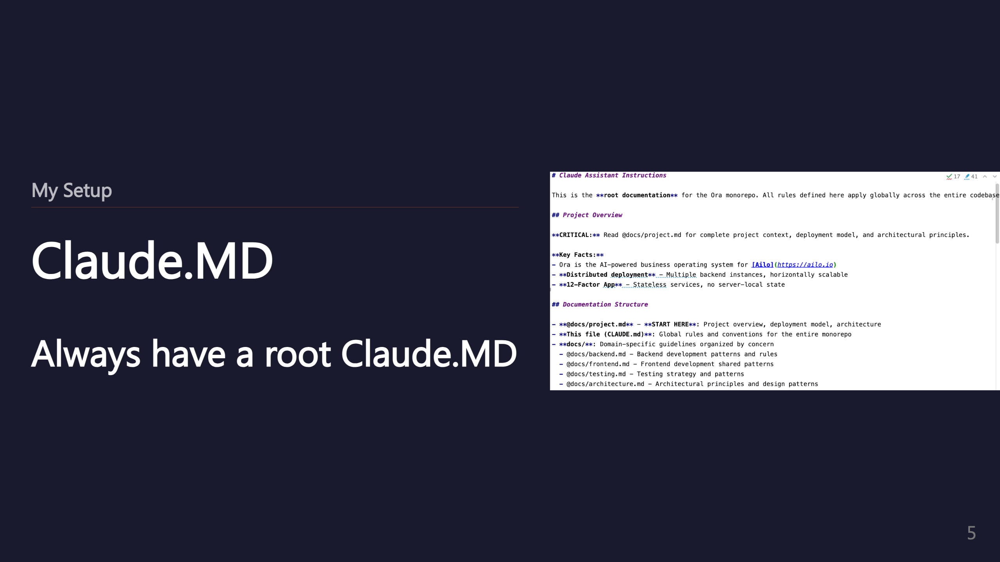 My Setup
Claude.MD
Always have a root Claude.MD
# Claude Assistant Instructions
17 41
This is the **root documentation** for the Ora monorepo. All rules defined here apply globally across the entire codebase
## Project Overview
**CRITICAL:** Read @docs/project.md for complete project context, deployment model, and architectural principles.
**Key Facts:**
- Ora is the AI-powered business operating system for [Ailo](https://ailo.io)
- **Distributed deployment** - Multiple backend instances, horizontally scalable
- **12-Factor App** - Stateless services, no server-local state
## Documentation Structure
- **@docs/project.md** - **START HERE**: Project overview, deployment model, architecture
- **This file (CLAUDE.md)**: Global rules and conventions for the entire monorepo
- **docs/**: Domain-specific guidelines organized by concern
- @docs/backend.md - Backend development patterns and rules
- @docs/frontend.md - Frontend development shared patterns
- @docs/testing.md - Testing strategy and patterns
- @docs/architecture.md - Architectural principles and design patterns
5